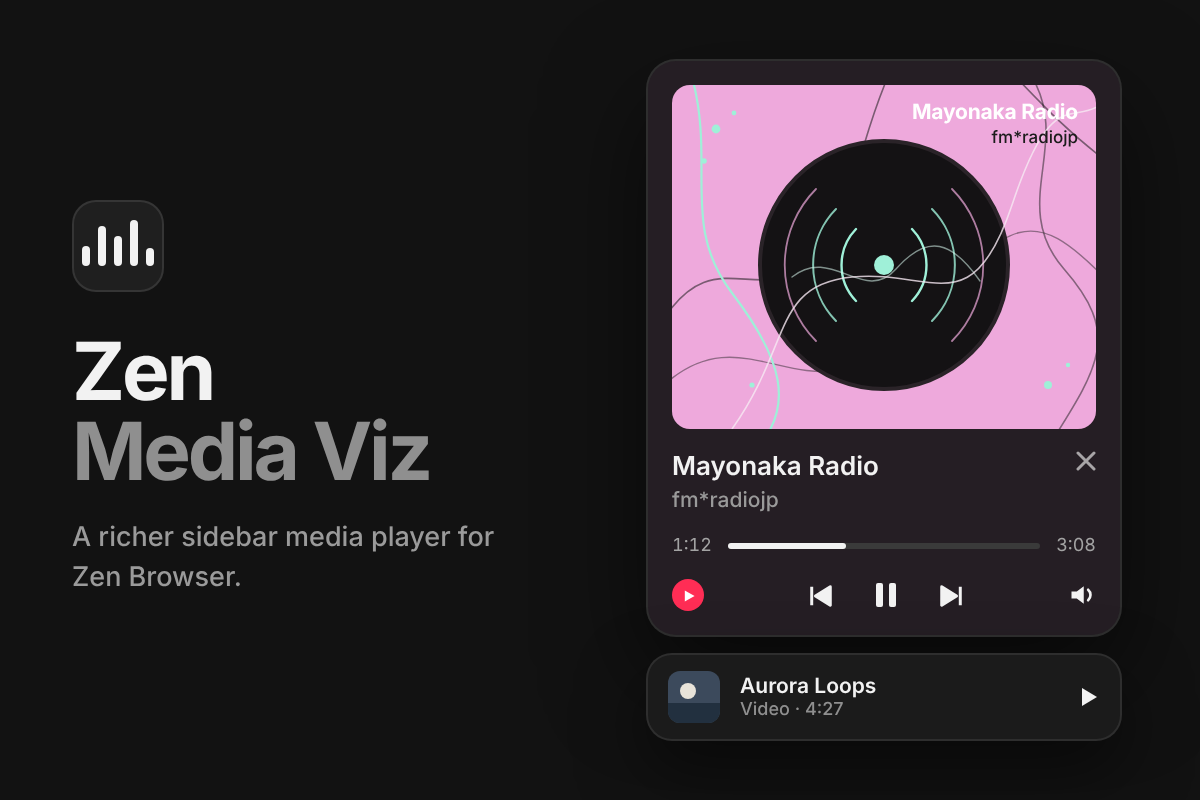 Zen
Media Viz
A richer sidebar media player for
Zen Browser.
Mayonaka Radio
fm*radiojp
Mayonaka Radio
fm*radiojp
1:12
3:08
Aurora Loops
Video · 4:27